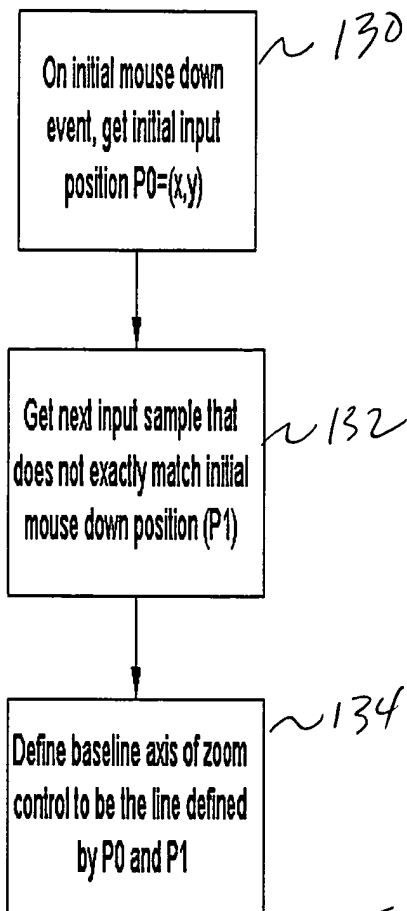 On initial mouse down
event, get initial input
position P0=(x,y)
~ 130
Get next input sample that
does not exactly match initial
mouse down position (P1)
~ 132
Define baseline axis of zoom
control to be the line defined
by P0 and P1
~ 134